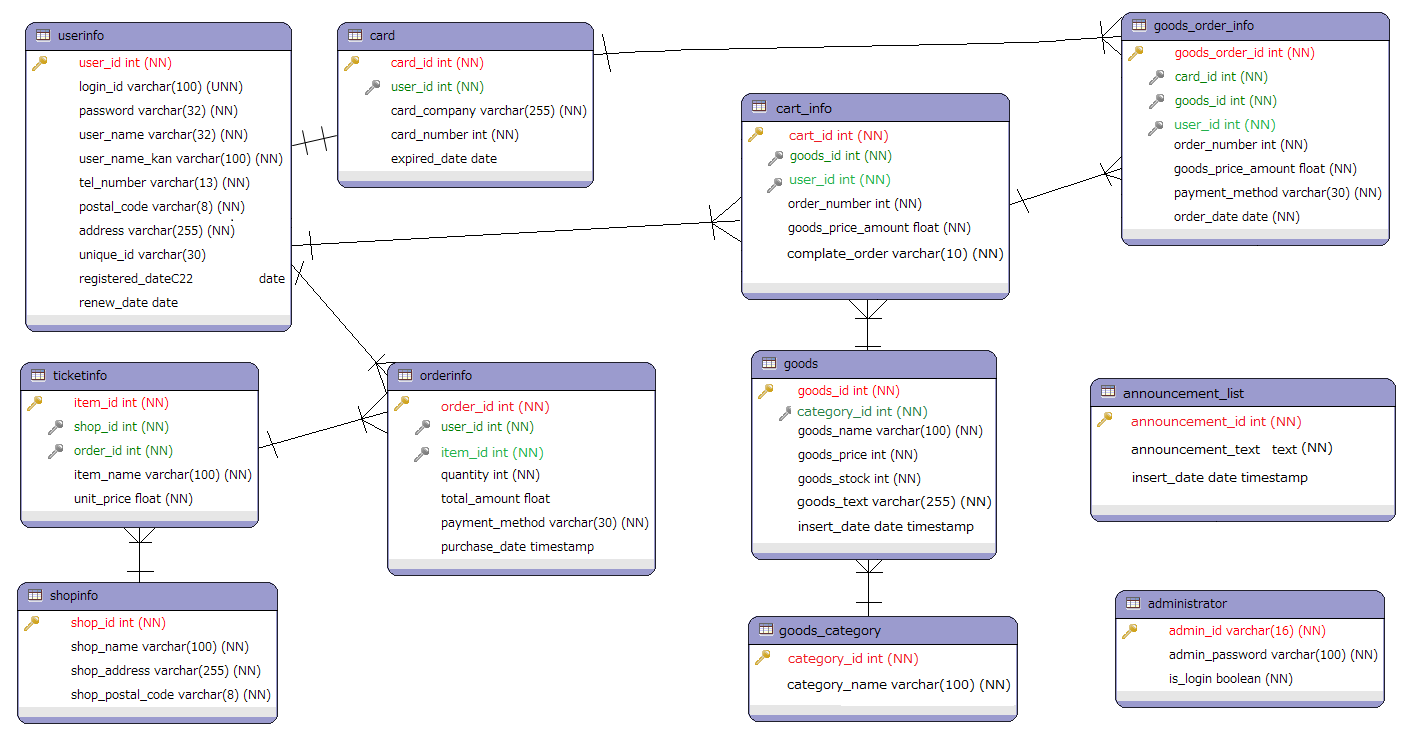 userinfo
user_id int (NN)
login_id varchar(100) (UNN)
password varchar(32) (NN)
user_name varchar(32) (NN)
user_name_kan varchar(100) (NN)
tel_number varchar(13) (NN)
postal_code varchar(8) (NN)
address varchar(255) (NN)
unique_id varchar(30)
registered_dateC22 date
renew_date date
card
card_id int (NN)
user_id int (NN)
card_company varchar(255) (NN)
card_number int (NN)
expired_date date
cart_info
cart_id int (NN)
goods_id int (NN)
user_id int (NN)
order_number int (NN)
goods_price_amount float (NN)
complate_order varchar(10) (NN)
goods_order_info
goods_order_id int (NN)
card_id int (NN)
goods_id int (NN)
user_id int (NN)
order_number int (NN)
goods_price_amount float (NN)
payment_method varchar(30) (NN)
order_date date (NN)
ticketinfo
item_id int (NN)
shop_id int (NN)
order_id int (NN)
item_name varchar(100) (NN)
unit_price float (NN)
orderinfo
order_id int (NN)
user_id int (NN)
item_id int (NN)
quantity int (NN)
total_amount float
payment_method varchar(30) (NN)
purchase_date timestamp
goods
goods_id int (NN)
category_id int (NN)
goods_name varchar(100) (NN)
goods_price int (NN)
goods_stock int (NN)
goods_text varchar(255) (NN)
insert_date date timestamp
announcement_list
announcement_id int (NN)
announcement_text text (NN)
insert_date date timestamp
shopinfo
shop_id int (NN)
shop_name varchar(100) (NN)
shop_address varchar(255) (NN)
shop_postal_code varchar(8) (NN)
goods_category
category_id int (NN)
category_name varchar(100) (NN)
administrator
admin_id varchar(16) (NN)
admin_password varchar(100) (NN)
is_login boolean (NN)